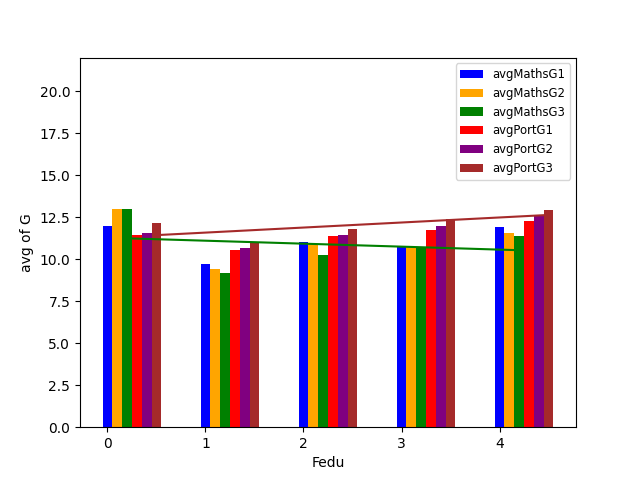 avgMathsG1
avgMathsG2
avgMathsG3
avgPortG1
avgPortG2
avgPortG3
20.0
17.5
15.0
12.5
10.0
7.5
5.0
2.5
0.0
avg of G
0 1 2 3 4
Fedu